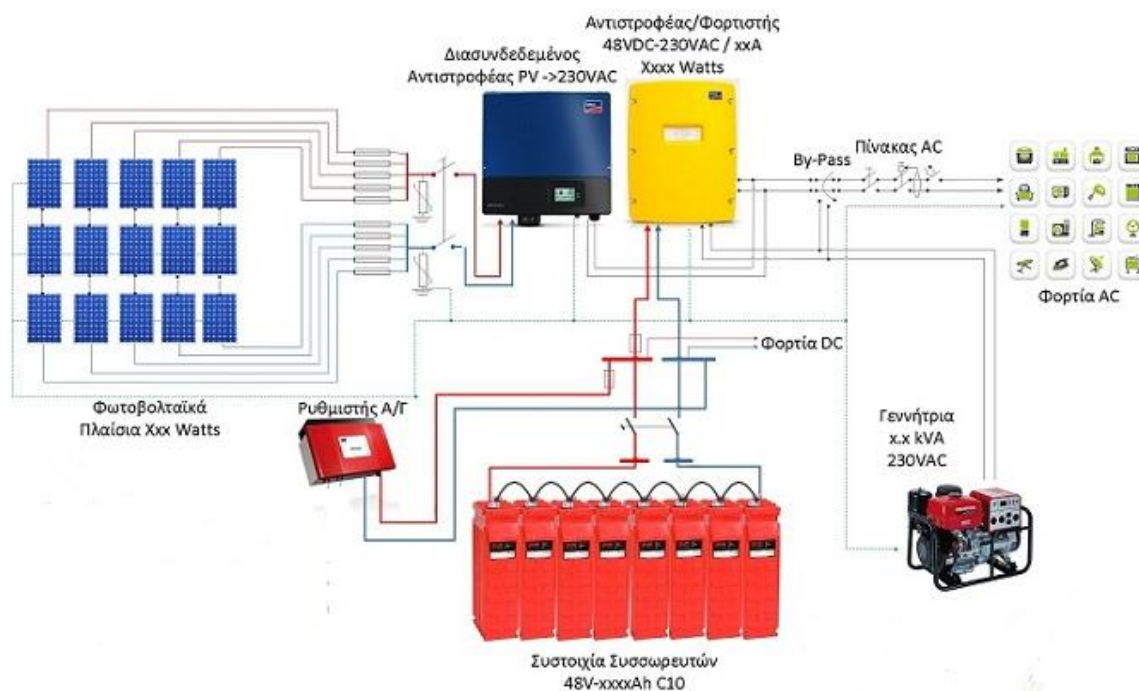 Αντιστροφέας/Φορτιστής
48VDC-230VAC / xxA
Xxxx Watts
Διασυνδεδεμένος
Αντιστροφέας PV ->230VAC
By-Pass
Πίνακας AC
Φορτία AC
Φορτία DC
Φωτοβολταϊκά
Πλαίσια Xxx Watts
Ρυθμιστής Α/Γ
Γεννήτρια
x.x kVA
230VAC
Συστοιχία Συσσωρευτών
48V-xxxxAh C10